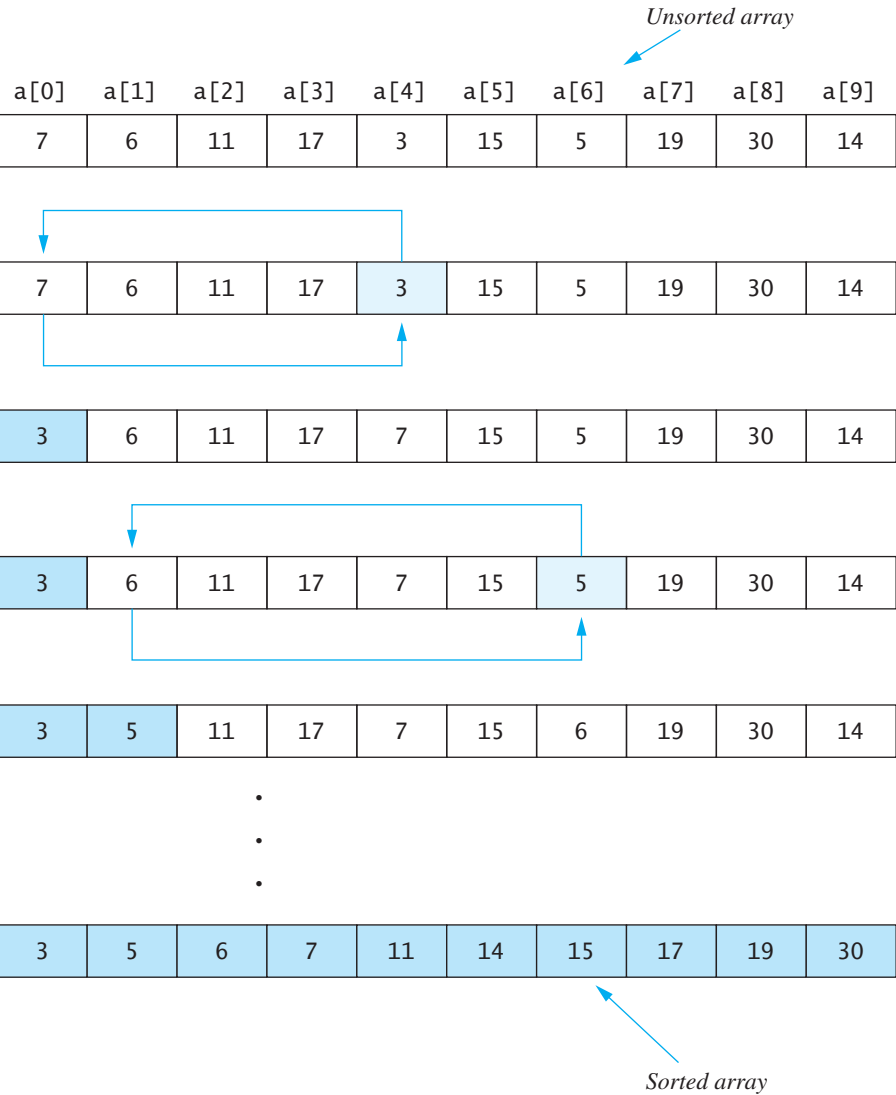 Unsorted array
a[0] a[1] a[2] a[3] a[4] a[5] a[6] a[7] a[8] a[9]
7 6 11 17 3 15 5 19 30 14
7 6 11 17 3 15 5 19 30 14
3 6 11 17 7 15 5 19 30 14
3 6 11 17 7 15 5 19 30 14
3 5 11 17 7 15 6 19 30 14
.
.
.
3 5 6 7 11 14 15 17 19 30
Sorted array